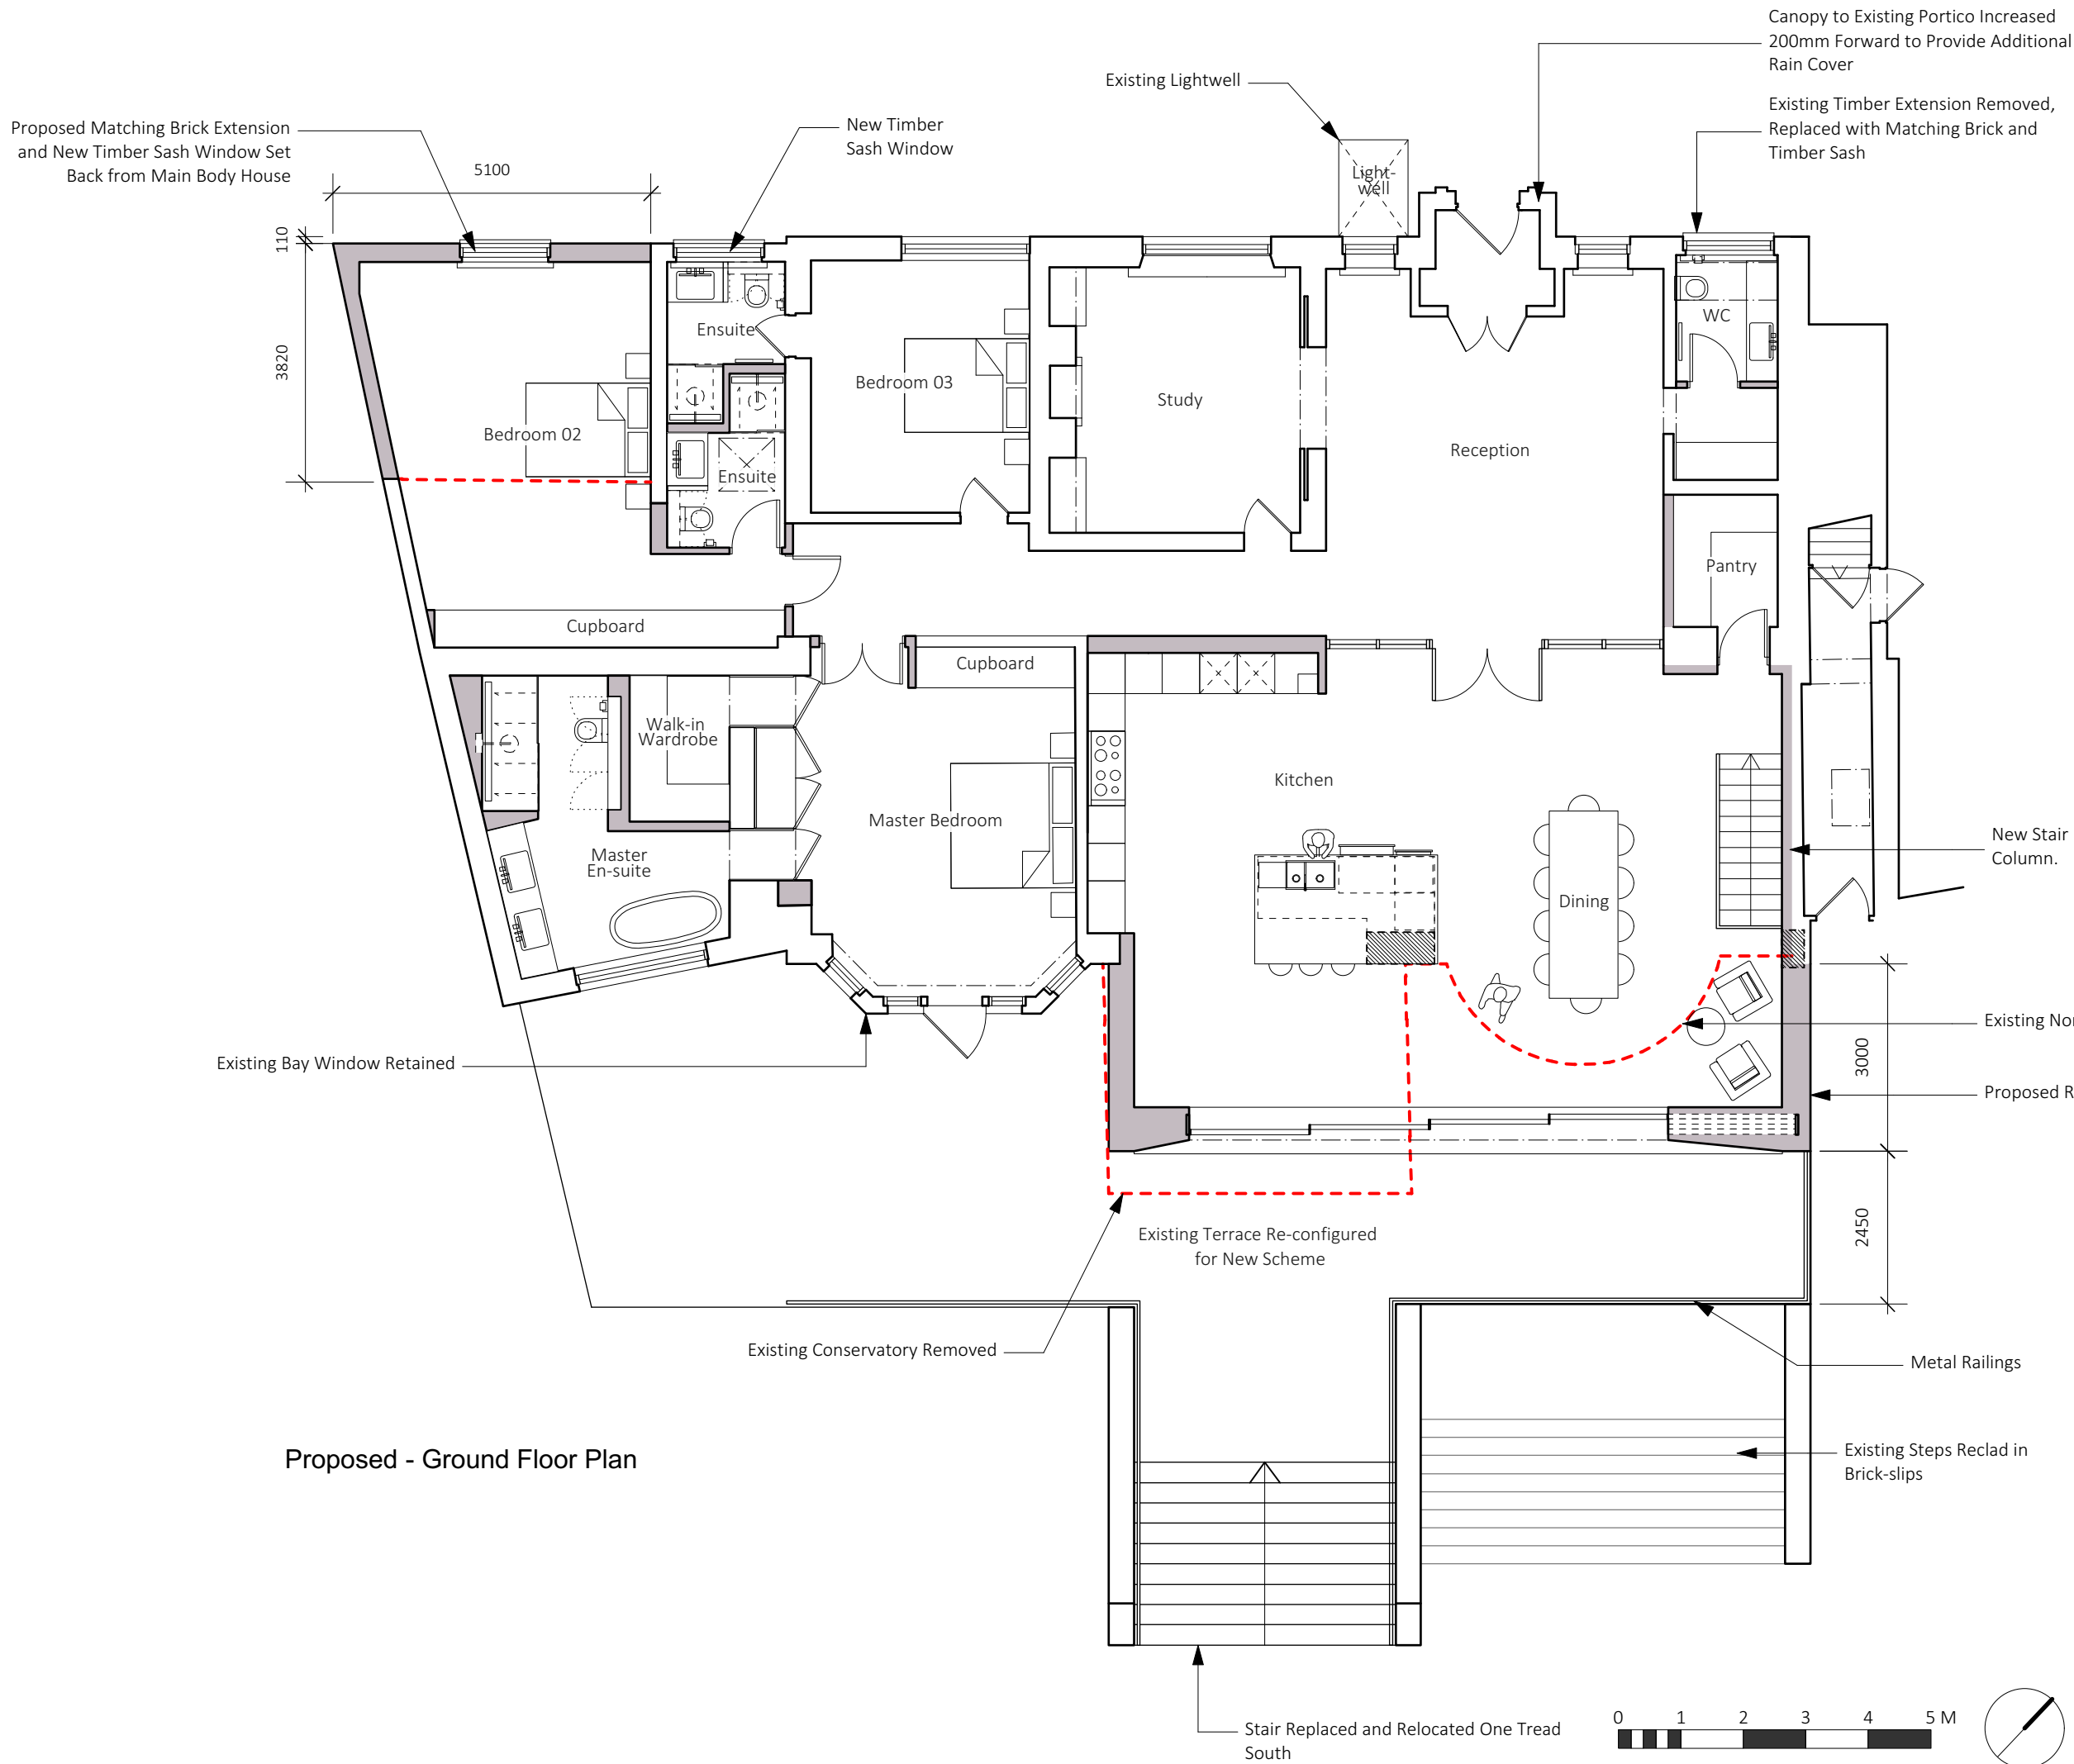 Canopy to Existing Portico Increased
200mm Forward to Provide Additional
Rain Cover
Existing Lightwell
Existing Timber Extension Removed,
Replaced with Matching Brick and
Timber Sash
Proposed Matching Brick Extension
and New Timber Sash Window Set
Back from Main Body House
New Timber
Sash Window
5100
Light-
well
110
3820
Ensuite
WC
Bedroom 03
Study
Bedroom 02
Reception
Ensuite
Pantry
Cupboard
Cupboard
Walk-in
Wardrobe
Kitchen
Master Bedroom
New Stair
Column.
Master
En-suite
Dining
Existing Nor
3000
Existing Bay Window Retained
Proposed R
2450
Existing Terrace Re-configured
for New Scheme
Existing Conservatory Removed
Metal Railings
Proposed - Ground Floor Plan
Existing Steps Reclad in
Brick-slips
Stair Replaced and Relocated One Tread
South
0 1 2 3 4 5 M